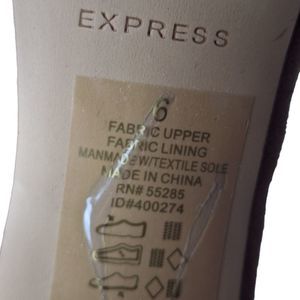 EXPRESS
6
FABRIC UPPER
FABRIC LINING
MANMADE W/TEXTILE SOLE
MADE IN CHINA
RN# 55285
ID#400274